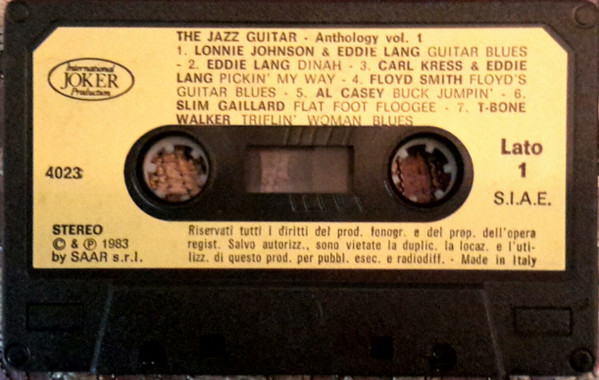 THE JAZZ GUITAR - Anthology vol. 1
1. LONNIE JOHNSON & EDDIE LANG GUITAR BLUES
- 2. EDDIE LANG DINAH - 3. CARL KRESS & EDDIE
LANG PICKIN' MY WAY - 4. FLOYD SMITH FLOYD'S
GUITAR BLUES - 5. AL CASEY BUCK JUMPIN' - 6.
SLIM GAILLARD FLAT FOOT FLOOGEE - 7. T-BONE
WALKER TRIFLIN' WOMAN BLUES
International
JOKER
Production
4023
Lato
1
S.I.A.E.
STEREO
© & ℗ 1983
by SAAR s.r.l.
Riservati tutti i diritti del prod. fonogr. e del prop. dell'opera
regist. Salvo autorizz., sono vietate la duplic. la locaz. e l'uti-
lizz. di questo prod. per pubbl. esec. e radiodiff. - Made in Italy